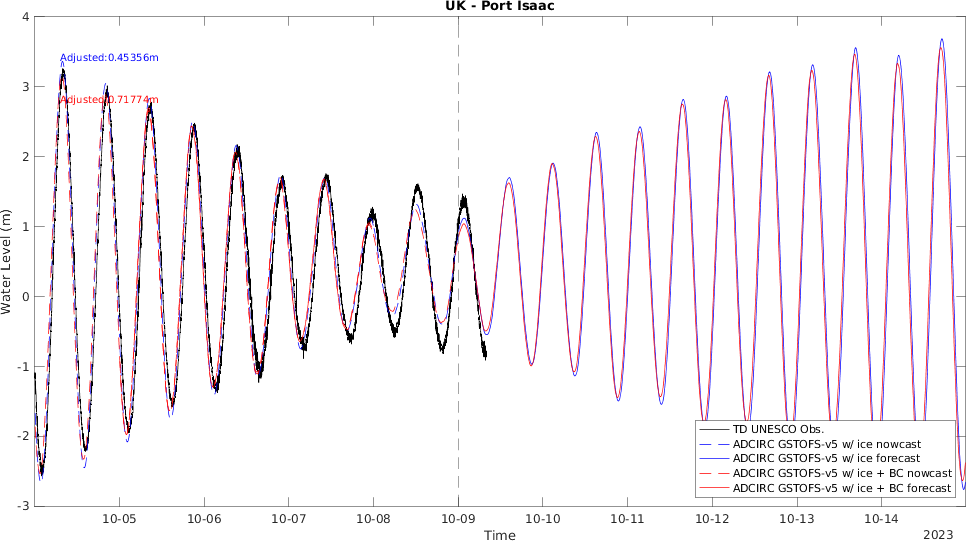 UK - Port Isaac
4
3
2
1
0
-1
-2
-3
Water Level (m)
Adjusted:0.45356m
Adjusted:0.71774m
TD UNESCO Obs.
ADCIRC GSTOFS-v5 w/ ice nowcast
ADCIRC GSTOFS-v5 w/ ice forecast
ADCIRC GSTOFS-v5 w/ ice + BC nowcast
ADCIRC GSTOFS-v5 w/ ice + BC forecast
10-05 10-06 10-07 10-08 10-09 10-10 10-11 10-12 10-13 10-14
Time
2023